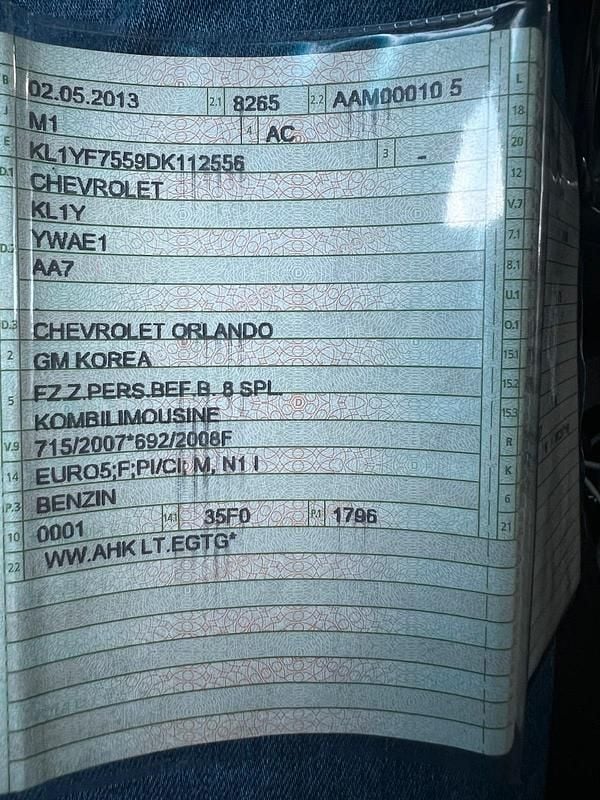 B 02.05.2013 2.1 8265 2.2 AAM00010 5 L
J M1 4 AC 18
E KL1YF7559DK112556 3 - 20
D.1 CHEVROLET 12
KL1Y V.7
D.2 YWAE1 7.1
AA7 8.1
U.1
D.3 CHEVROLET ORLANDO O.1
2 GM KOREA 15.1
5 FZ.Z.PERS.BEF.B. 8 SPL. 15.2
KOMBILIMOUSINE 15.3
V.9 715/2007*692/2008F R
14 EURO5;F;PI/CI; M, N1 I K
P.3 BENZIN 6
10 0001 14.1 35F0 P.1 1796 21
22 WW.AHK LT.EGTG*